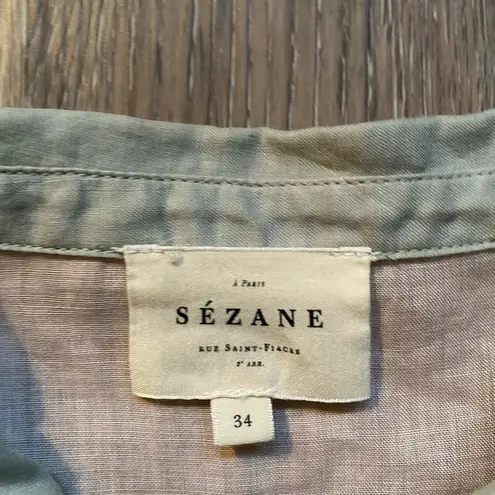 À PARIS
SÉZANE
RUE SAINT-FIACRE
2e ARR.
34